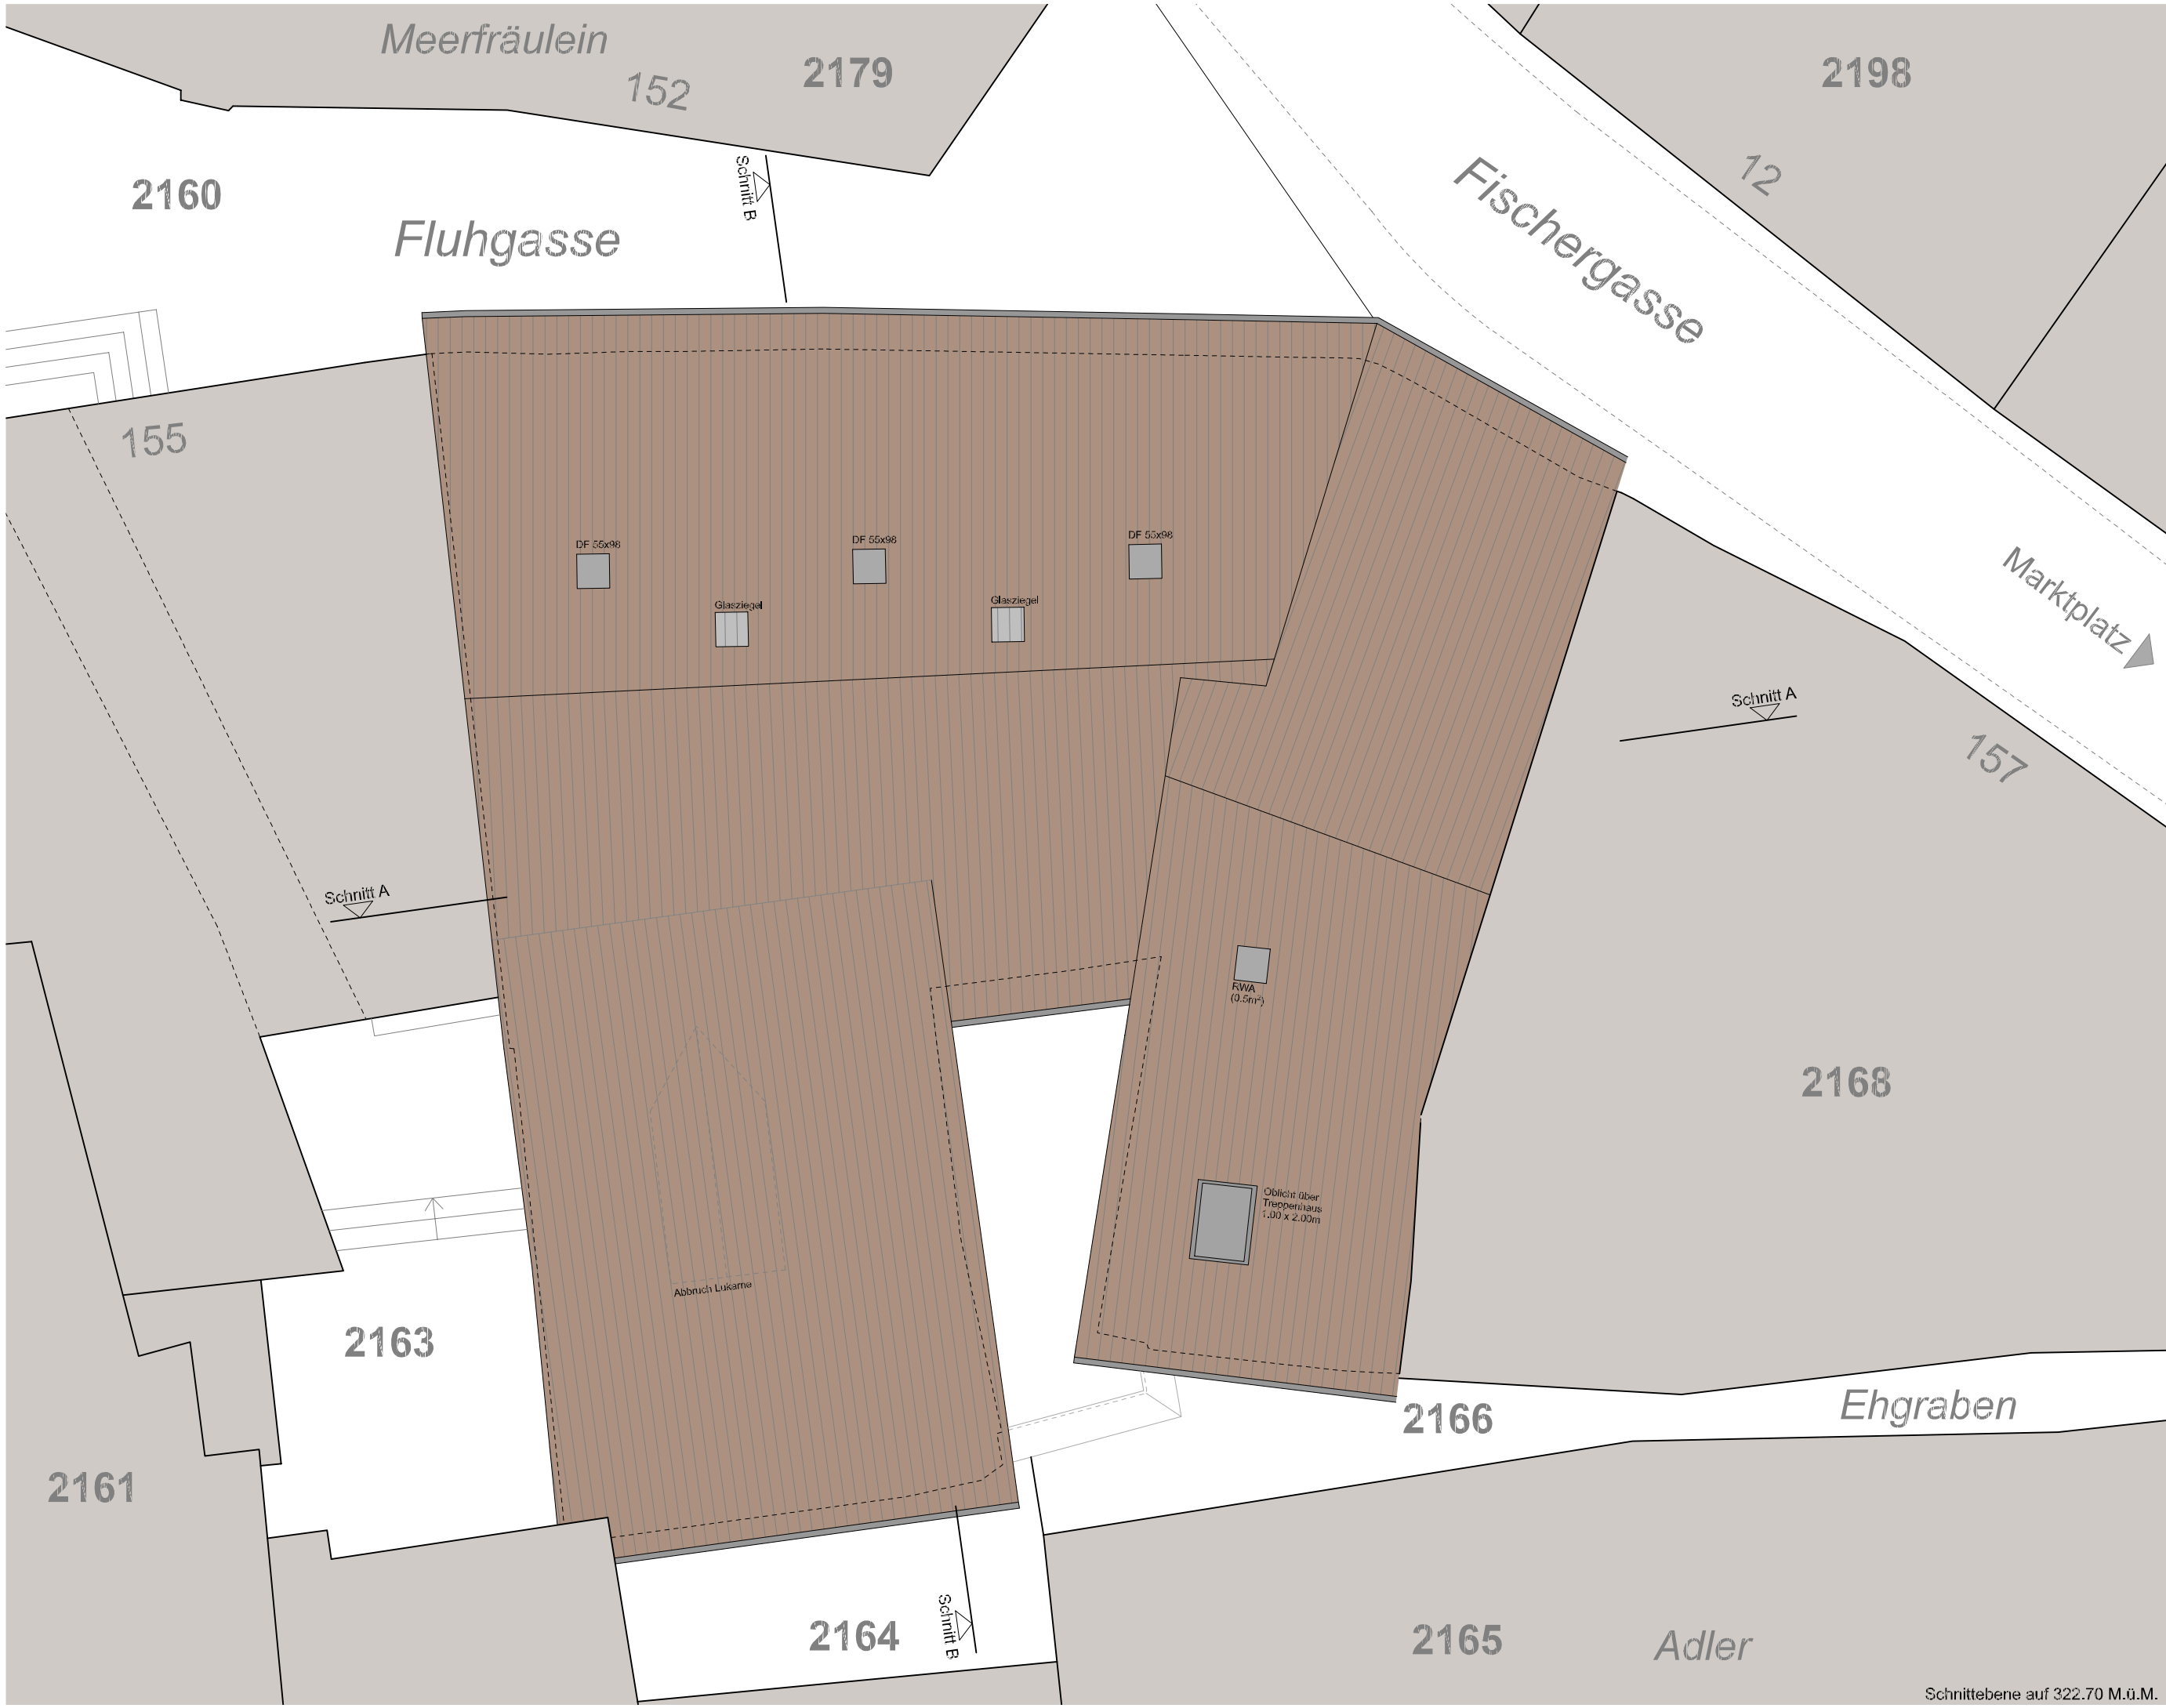 Meerfräulein
152
2179
2198
12
2160
Schnitt B
Fluhgasse
Fischergasse
155
DF 55x98
DF 55x98
DF 55x98
Glasziegel
Glasziegel
Marktplatz
Schnitt A
157
Schnitt A
RWA
(0.5m²)
2168
Oblicht über
Treppenhaus
1.00 x 2.00m
Abbruch Lukarne
2163
2166
Ehgraben
2161
Schnitt B
2164
2165
Adler
Schnittebene auf 322.70 M.ü.M.